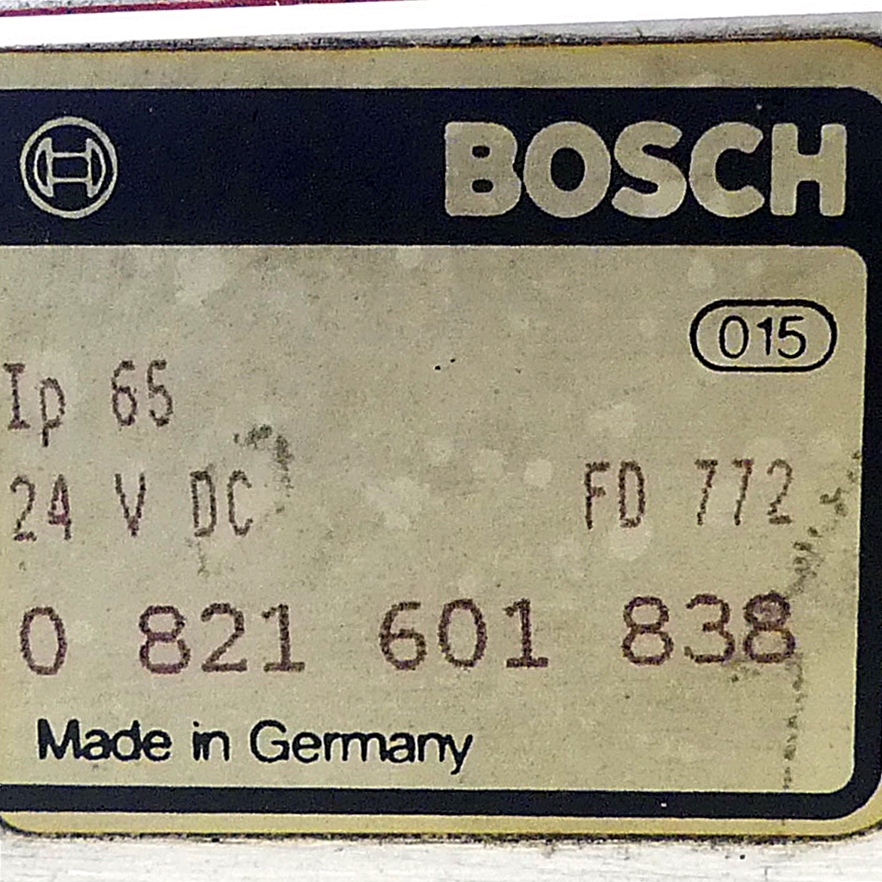 BOSCH
015
Ip 65
24 V DC FD 772
0 821 601 838
Made in Germany